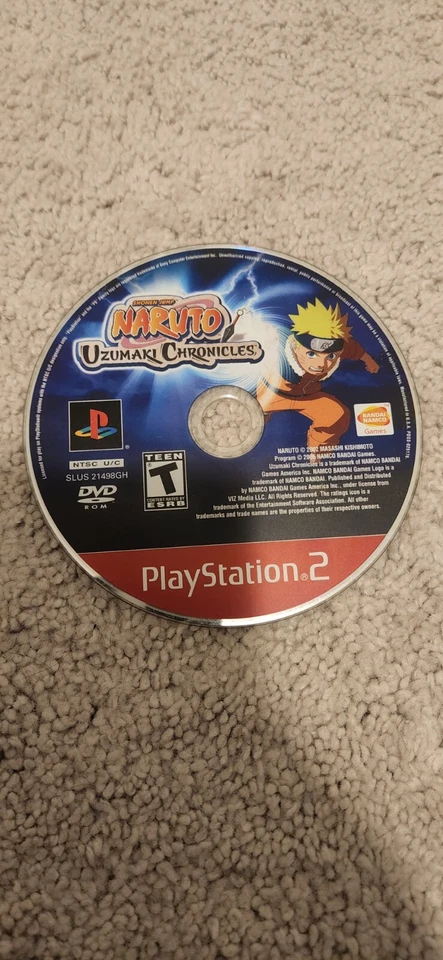 SHONEN JUMP
NARUTO
UZUMAKI CHRONICLES
NTSC U/C
SLUS 21498GH
DVD
ROM
TEEN
T
CONTENT RATED BY
ESRB
BANDAI
NAMCO
Games
NARUTO © 2002 MASASHI KISHIMOTO
Program © 2006 NAMCO BANDAI Games.
Uzumaki Chronicles is a trademark of NAMCO BANDAI
Games America Inc. NAMCO BANDAI Games Logo is a
trademark of NAMCO BANDAI. Published and Distributed
by NAMCO BANDAI Games America Inc., under license from
VIZ Media LLC. All Rights Reserved. The ratings icon is a
trademark of the Entertainment Software Association. All other
trademarks and trade names are the properties of their respective owners.
PlayStation®2